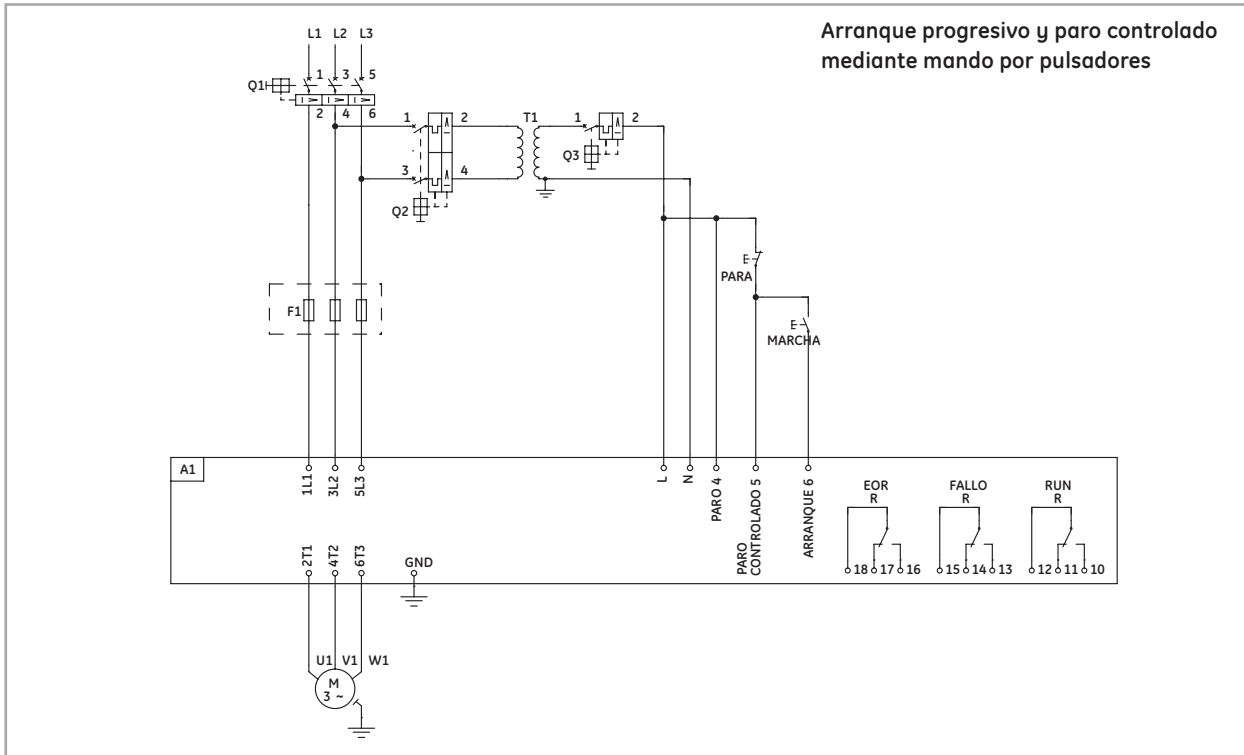 Arranque progresivo y paro controlado
mediante mando por pulsadores
L1 L2 L3
Q1
1 3 5
2 4 6
1 2
T1
1 2
Q3
3 4
Q2
E
PARA
F1
E
MARCHA
A1
1L1
3L2
5L3
L
N
PARO 4
PARO
CONTROLADO 5
ARRANQUE 6
EOR
R
FALLO
R
RUN
R
18 17 16
15 14 13
12 11 10
2T1
4T2
6T3
GND
U1 V1 W1
M
3 ~